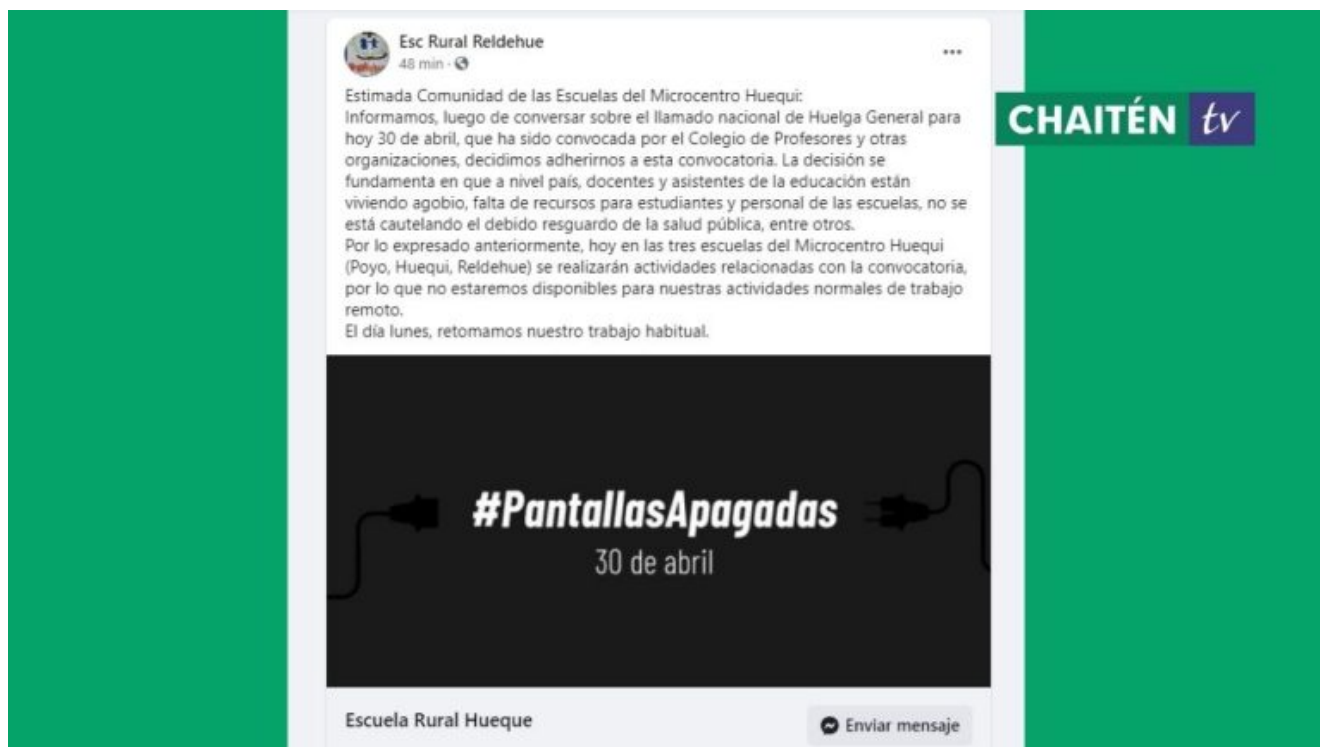 Esc Rural Reldehue
48 min ·
Estimada Comunidad de las Escuelas del Microcentro Huequi:
Informamos, luego de conversar sobre el llamado nacional de Huelga General para
hoy 30 de abril, que ha sido convocada por el Colegio de Profesores y otras
organizaciones, decidimos adherirnos a esta convocatoria. La decisión se
fundamenta en que a nivel país, docentes y asistentes de la educación están
viviendo agobio, falta de recursos para estudiantes y personal de las escuelas, no se
está cautelando el debido resguardo de la salud pública, entre otros.
Por lo expresado anteriormente, hoy en las tres escuelas del Microcentro Huequi
(Poyo, Huequi, Reldehue) se realizarán actividades relacionadas con la convocatoria,
por lo que no estaremos disponibles para nuestras actividades normales de trabajo
remoto.
El día lunes, retomamos nuestro trabajo habitual.
CHAITÉN tv
#PantallasApagadas
30 de abril
Escuela Rural Hueque
Enviar mensaje